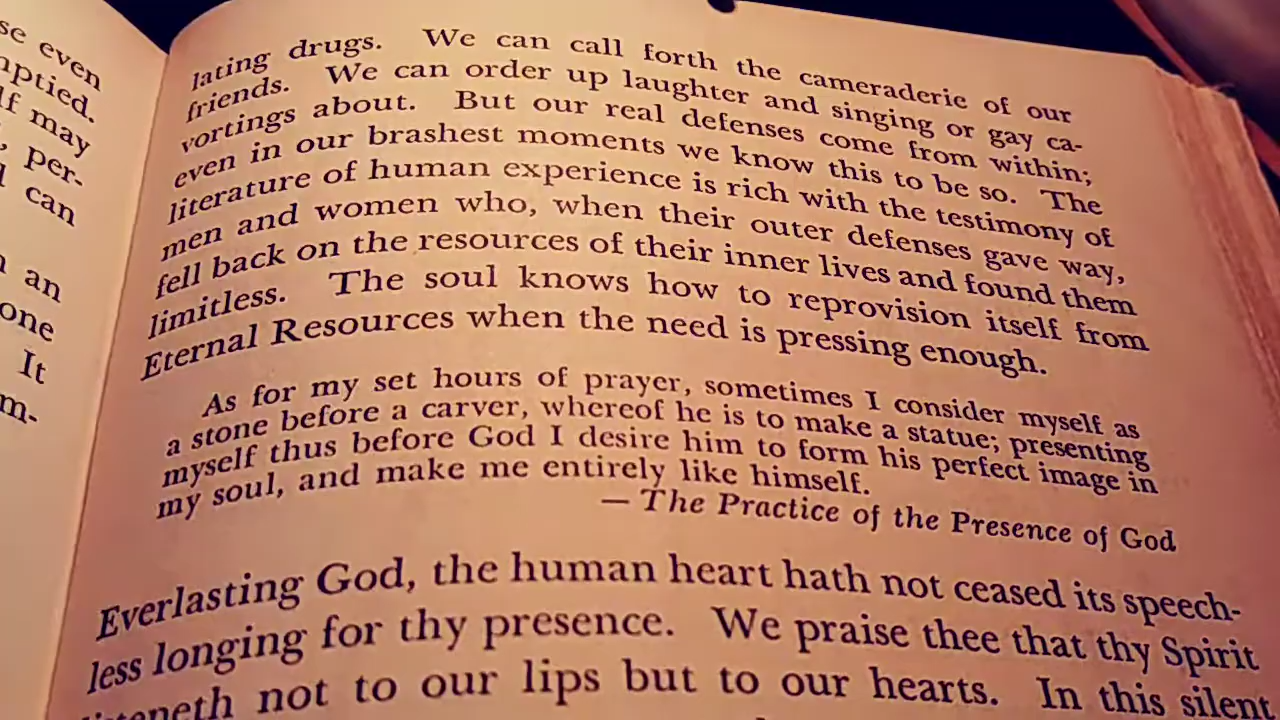 se even
mptied.
lf may
, per-
l can
an
one
It
m-
lating drugs. We can call forth the cameraderie of our
friends. We can order up laughter and singing or gay ca-
vortings about. But our real defenses come from within;
even in our brashest moments we know this to be so. The
literature of human experience is rich with the testimony of
men and women who, when their outer defenses gave way,
fell back on the resources of their inner lives and found them
limitless. The soul knows how to reprovision itself from
Eternal Resources when the need is pressing enough.
As for my set hours of prayer, sometimes I consider myself as
a stone before a carver, whereof he is to make a statue; presenting
myself thus before God I desire him to form his perfect image in
my soul, and make me entirely like himself.
— The Practice of the Presence of God
Everlasting God, the human heart hath not ceased its speech-
less longing for thy presence. We praise thee that thy Spirit
listeneth not to our lips but to our hearts. In this silent